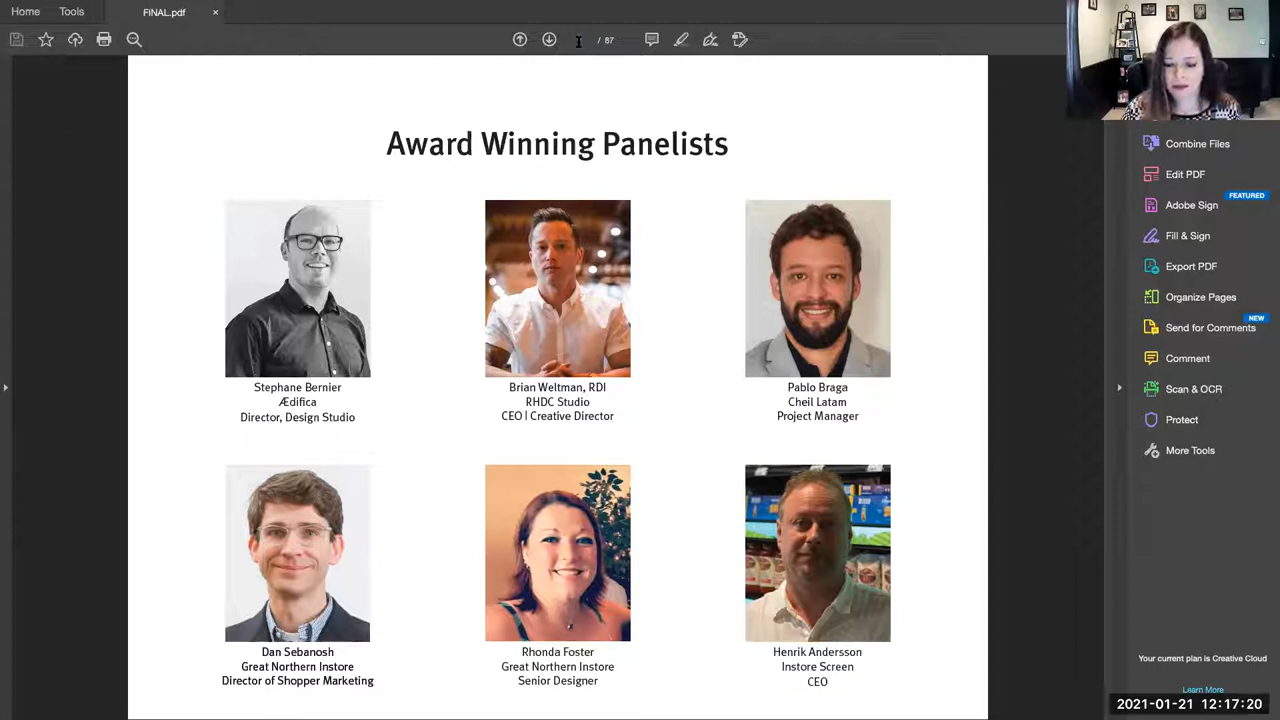 Home Tools FINAL.pdf ×
/ 87
Award Winning Panelists
Stephane Bernier
Ædifica
Director, Design Studio
Brian Weltman, RDI
RHDC Studio
CEO | Creative Director
Pablo Braga
Cheil Latam
Project Manager
Dan Sebanosh
Great Northern Instore
Director of Shopper Marketing
Rhonda Foster
Great Northern Instore
Senior Designer
Henrik Andersson
Instore Screen
CEO
Combine Files
Edit PDF
FEATURED
Adobe Sign
Fill & Sign
Export PDF
Organize Pages
NEW
Send for Comments
Comment
Scan & OCR
Protect
More Tools
Your current plan is Creative Cloud
Learn More
2021-01-21 12:17:20